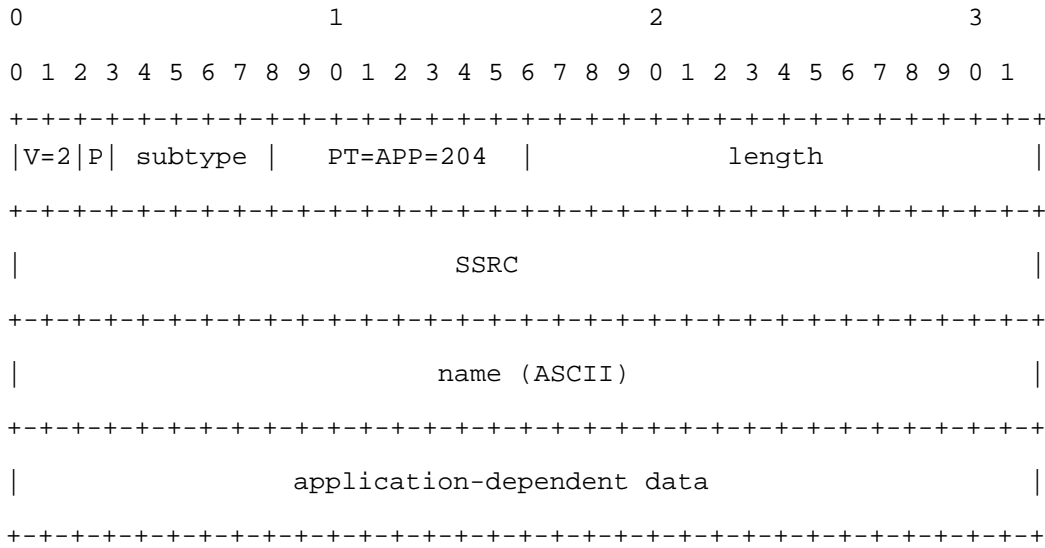 0 1 2 3
0 1 2 3 4 5 6 7 8 9 0 1 2 3 4 5 6 7 8 9 0 1 2 3 4 5 6 7 8 9 0 1
+-+-+-+-+-+-+-+-+-+-+-+-+-+-+-+-+-+-+-+-+-+-+-+-+-+-+-+-+-+-+-+-+
|V=2|P| subtype | PT=APP=204 | length |
+-+-+-+-+-+-+-+-+-+-+-+-+-+-+-+-+-+-+-+-+-+-+-+-+-+-+-+-+-+-+-+-+
| SSRC |
+-+-+-+-+-+-+-+-+-+-+-+-+-+-+-+-+-+-+-+-+-+-+-+-+-+-+-+-+-+-+-+-+
| name (ASCII) |
+-+-+-+-+-+-+-+-+-+-+-+-+-+-+-+-+-+-+-+-+-+-+-+-+-+-+-+-+-+-+-+-+
| application-dependent data |
+-+-+-+-+-+-+-+-+-+-+-+-+-+-+-+-+-+-+-+-+-+-+-+-+-+-+-+-+-+-+-+-+